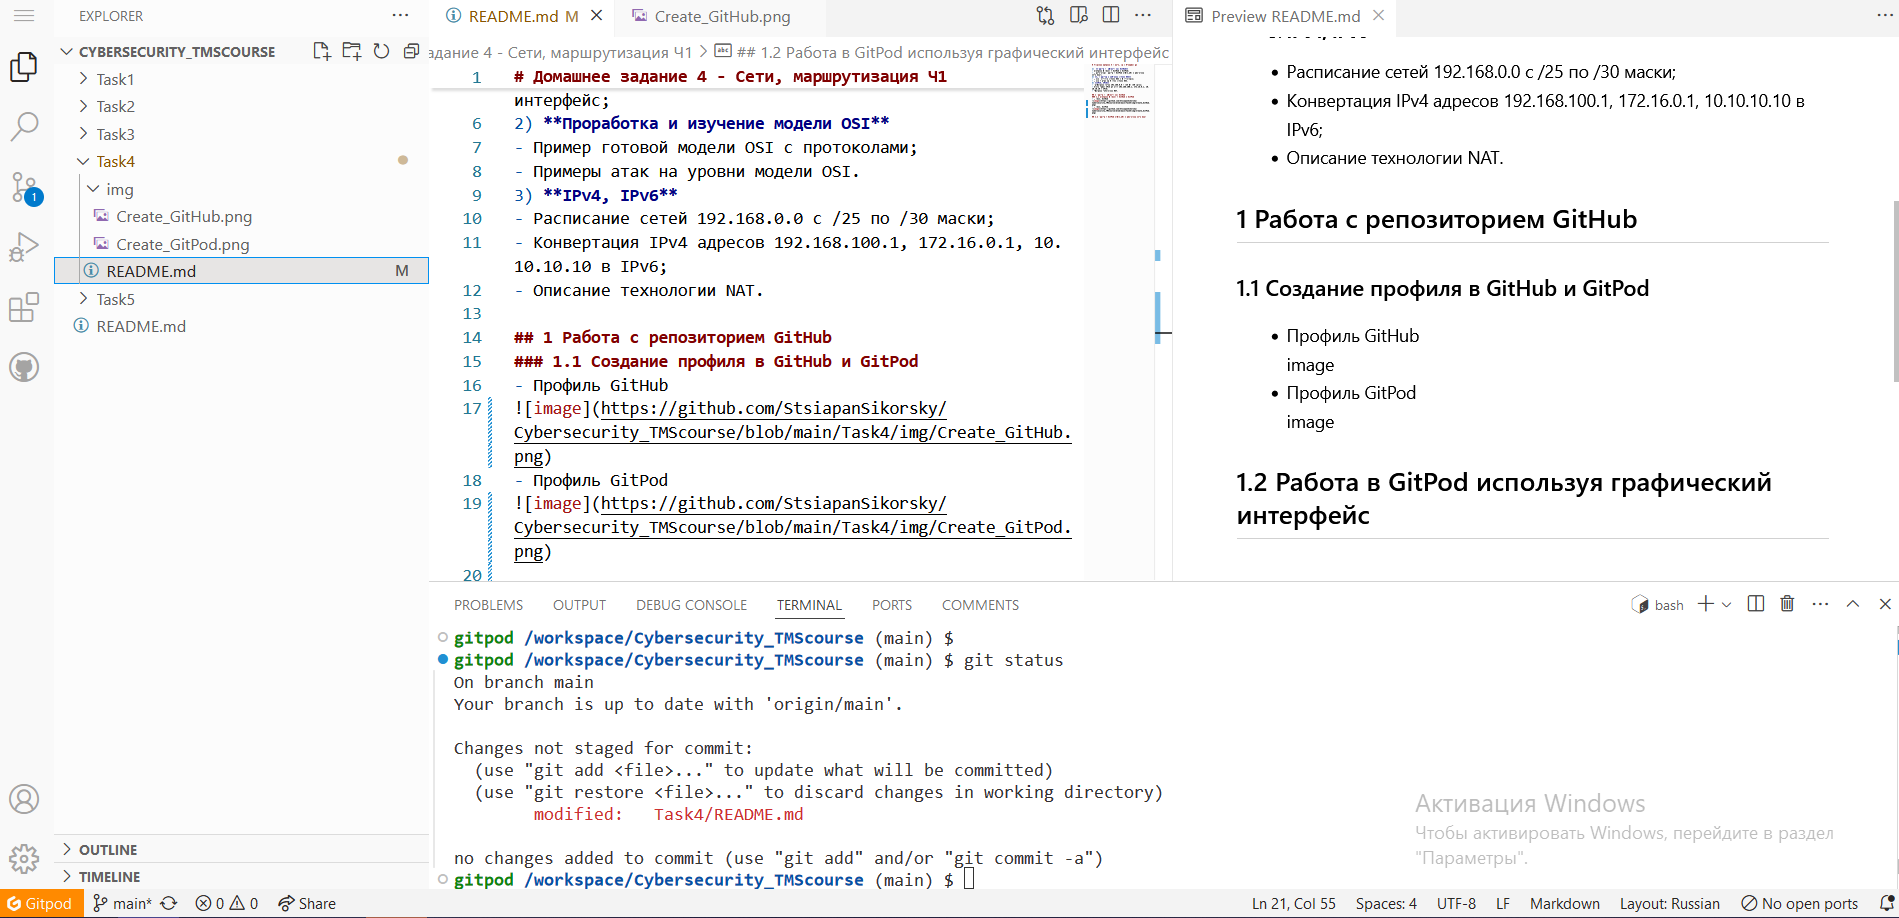 EXPLORER
CYBERSECURITY_TMSCOURSE
Task1
Task2
Task3
Task4
img
Create_GitHub.png
Create_GitPod.png
README.md M
Task5
README.md
1
OUTLINE
TIMELINE
README.md M
Create_GitHub.png
адание 4 - Сети, маршрутизация Ч1 > ## 1.2 Работа в GitPod используя графический интерфейс
1 # Домашнее задание 4 - Сети, маршрутизация Ч1
интерфейс;
6 2) **Проработка и изучение модели OSI**
7 - Пример готовой модели OSI с протоколами;
8 - Примеры атак на уровни модели OSI.
9 3) **IPv4, IPv6**
10 - Расписание сетей 192.168.0.0 с /25 по /30 маски;
11 - Конвертация IPv4 адресов 192.168.100.1, 172.16.0.1, 10.
10.10.10 в IPv6;
12 - Описание технологии NAT.
13
14 ## 1 Работа с репозиторием GitHub
15 ### 1.1 Создание профиля в GitHub и GitPod
16 - Профиль GitHub
17 ![image](https://github.com/StsiapanSikorsky/
Cybersecurity_TMScourse/blob/main/Task4/img/Create_GitHub.
png)
18 - Профиль GitPod
19 ![image](https://github.com/StsiapanSikorsky/
Cybersecurity_TMScourse/blob/main/Task4/img/Create_GitPod.
png)
20
Preview README.md
• Расписание сетей 192.168.0.0 с /25 по /30 маски;
• Конвертация IPv4 адресов 192.168.100.1, 172.16.0.1, 10.10.10.10 в
IPv6;
• Описание технологии NAT.
1 Работа с репозиторием GitHub
1.1 Создание профиля в GitHub и GitPod
• Профиль GitHub
image
• Профиль GitPod
image
1.2 Работа в GitPod используя графический
интерфейс
PROBLEMS OUTPUT DEBUG CONSOLE TERMINAL PORTS COMMENTS
bash
gitpod /workspace/Cybersecurity_TMScourse (main) $
gitpod /workspace/Cybersecurity_TMScourse (main) $ git status
On branch main
Your branch is up to date with 'origin/main'.
Changes not staged for commit:
(use "git add <file>..." to update what will be committed)
(use "git restore <file>..." to discard changes in working directory)
modified: Task4/README.md
no changes added to commit (use "git add" and/or "git commit -a")
gitpod /workspace/Cybersecurity_TMScourse (main) $
Активация Windows
Чтобы активировать Windows, перейдите в раздел
"Параметры".
Gitpod main* 0 0 Share
Ln 21, Col 55 Spaces: 4 UTF-8 LF Markdown Layout: Russian No open ports